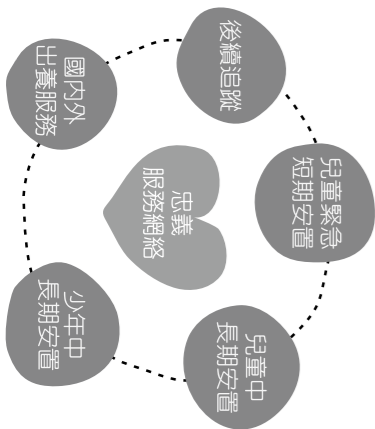 忠義
服務網絡
兒童緊急
短期安置
兒童中
長期安置
少年中
長期安置
國內外
出養服務
後續追蹤